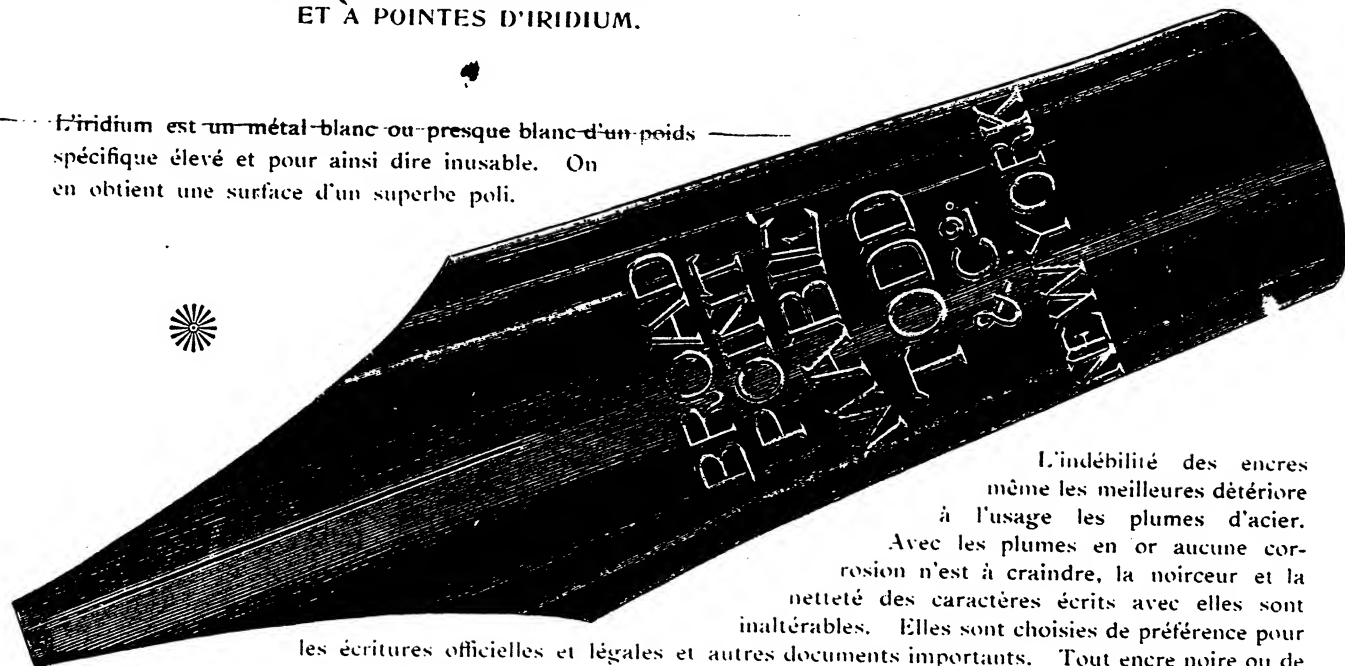 ET À POINTES D'IRIDIUM.
L'iridium est un métal blanc ou presque blanc d'un poids
spécifique élevé et pour ainsi dire inusable. On
en obtient une surface d'un superbe poli.
BROAD
POINT
MABIE
TODD
& Co.
NEW-YORK
L'indébilité des encres
même les meilleures détériore
à l'usage les plumes d'acier.
Avec les plumes en or aucune cor-
rosion n'est à craindre, la noirceur et la
netteté des caractères écrits avec elles sont
inaltérables. Elles sont choisies de préférence pour
les écritures officielles et légales et autres documents importants. Tout encre noire ou de